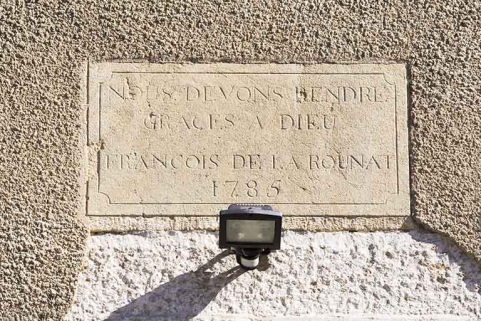 NOUS DEVONS RENDRE
GRACES A DIEU
FRANCOIS DE LA ROUNAT
1785